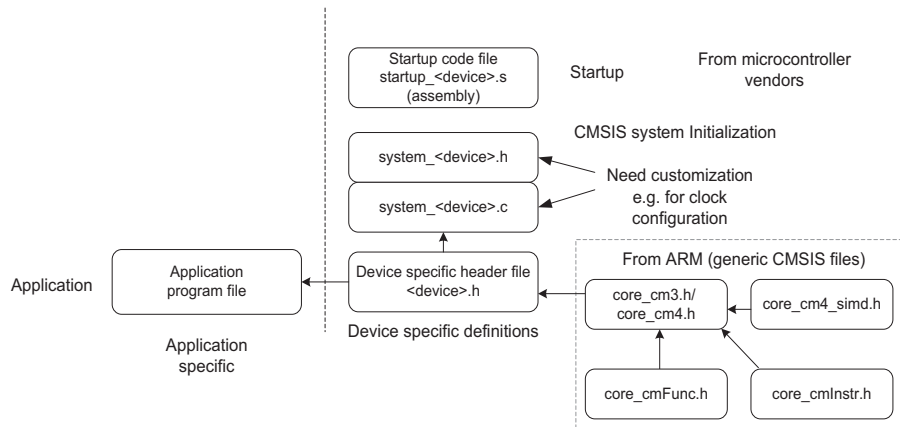 Startup code file
startup_<device>.s
(assembly)
Startup
From microcontroller
vendors
CMSIS system Initialization
system_<device>.h
system_<device>.c
Need customization
e.g. for clock
configuration
Application
Application
program file
Device specific header file
<device>.h
Device specific definitions
Application
specific
From ARM (generic CMSIS files)
core_cm3.h/
core_cm4.h
core_cm4_simd.h
core_cmFunc.h
core_cmInstr.h